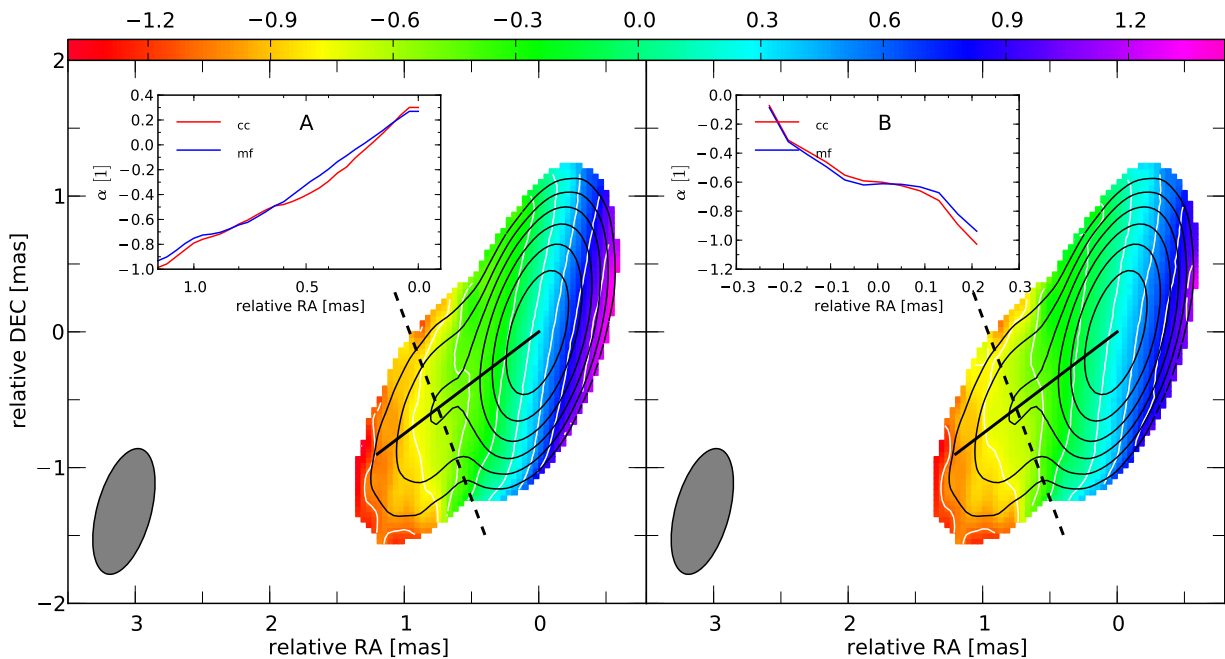 −1.2 −0.9 −0.6 −0.3 0.0 0.3 0.6 0.9 1.2
2
1
0
−1
−2
relative DEC [mas]
3 2 1 0
relative RA [mas]
3 2 1 0
relative RA [mas]
A
cc
mf
α [1]
0.4
0.2
0.0
−0.2
−0.4
−0.6
−0.8
−1.0
1.0 0.5 0.0
relative RA [mas]
B
cc
mf
α [1]
0.0
−0.2
−0.4
−0.6
−0.8
−1.0
−1.2
−0.3 −0.2 −0.1 0.0 0.1 0.2 0.3
relative RA [mas]